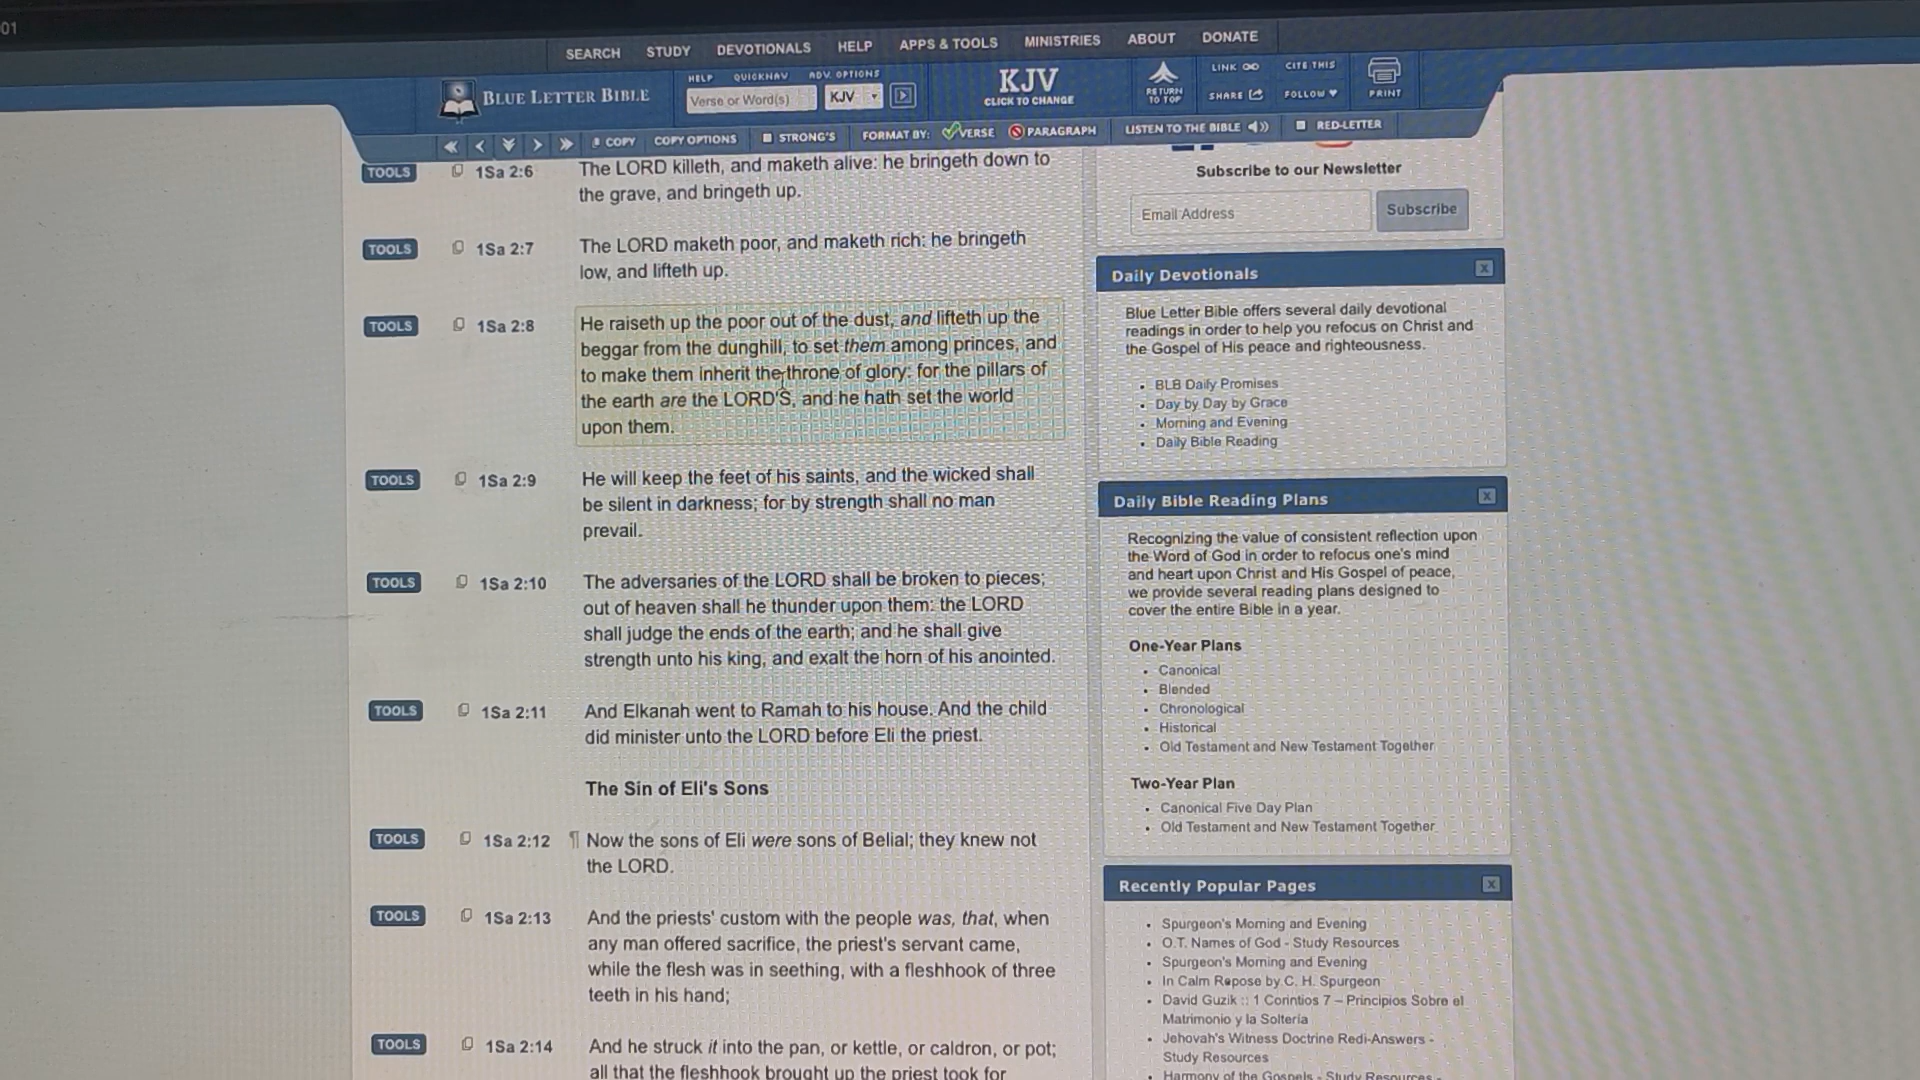 01
SEARCH STUDY DEVOTIONALS HELP APPS & TOOLS MINISTRIES ABOUT DONATE
BLUE LETTER BIBLE
HELP QUICKNAV ADV. OPTIONS
Verse or Word(s) KJV
KJV
CLICK TO CHANGE
RETURN
TO TOP
LINK CITE THIS
SHARE FOLLOW
PRINT
COPY COPY OPTIONS STRONG'S FORMAT BY: VERSE PARAGRAPH LISTEN TO THE BIBLE RED-LETTER
TOOLS 1Sa 2:6 The LORD killeth, and maketh alive: he bringeth down to
the grave, and bringeth up.
TOOLS 1Sa 2:7 The LORD maketh poor, and maketh rich: he bringeth
low, and lifteth up.
TOOLS 1Sa 2:8 He raiseth up the poor out of the dust, and lifteth up the
beggar from the dunghill, to set them among princes, and
to make them inherit the throne of glory: for the pillars of
the earth are the LORD'S, and he hath set the world
upon them.
TOOLS 1Sa 2:9 He will keep the feet of his saints, and the wicked shall
be silent in darkness; for by strength shall no man
prevail.
TOOLS 1Sa 2:10 The adversaries of the LORD shall be broken to pieces;
out of heaven shall he thunder upon them: the LORD
shall judge the ends of the earth; and he shall give
strength unto his king, and exalt the horn of his anointed.
TOOLS 1Sa 2:11 And Elkanah went to Ramah to his house. And the child
did minister unto the LORD before Eli the priest.
The Sin of Eli's Sons
TOOLS 1Sa 2:12 ¶ Now the sons of Eli were sons of Belial; they knew not
the LORD.
TOOLS 1Sa 2:13 And the priests' custom with the people was, that, when
any man offered sacrifice, the priest's servant came,
while the flesh was in seething, with a fleshhook of three
teeth in his hand;
TOOLS 1Sa 2:14 And he struck it into the pan, or kettle, or caldron, or pot;
all that the fleshhook brought up the priest took for
Subscribe to our Newsletter
Email Address Subscribe
Daily Devotionals x
Blue Letter Bible offers several daily devotional
readings in order to help you refocus on Christ and
the Gospel of His peace and righteousness.
• BLB Daily Promises
• Day by Day by Grace
• Morning and Evening
• Daily Bible Reading
Daily Bible Reading Plans x
Recognizing the value of consistent reflection upon
the Word of God in order to refocus one's mind
and heart upon Christ and His Gospel of peace,
we provide several reading plans designed to
cover the entire Bible in a year.
One-Year Plans
• Canonical
• Blended
• Chronological
• Historical
• Old Testament and New Testament Together
Two-Year Plan
• Canonical Five Day Plan
• Old Testament and New Testament Together
Recently Popular Pages x
• Spurgeon's Morning and Evening
• O.T. Names of God - Study Resources
• Spurgeon's Morning and Evening
• In Calm Repose by C. H. Spurgeon
• David Guzik :: 1 Corintios 7 – Principios Sobre el
Matrimonio y la Soltería
• Jehovah's Witness Doctrine Redi-Answers -
Study Resources
• Harmony of the Gospels - Study Resources -